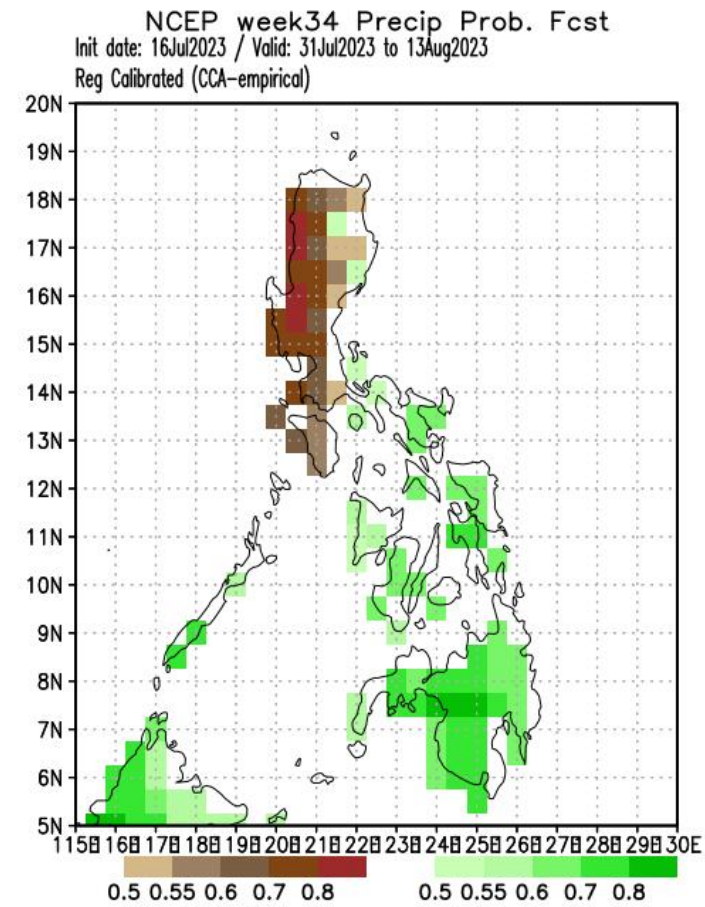 NCEP week34 Precip Prob. Fcst
Init date: 16Jul2023 / Valid: 31Jul2023 to 13Aug2023
Reg Calibrated (CCA-empirical)
20N
19N
18N
17N
16N
15N
14N
13N
12N
11N
10N
9N
8N
7N
6N
5N
115E 116E 117E 118E 119E 120E 121E 122E 123E 124E 125E 126E 127E 128E 129E 130E
0.5 0.55 0.6 0.7 0.8 0.5 0.55 0.6 0.7 0.8